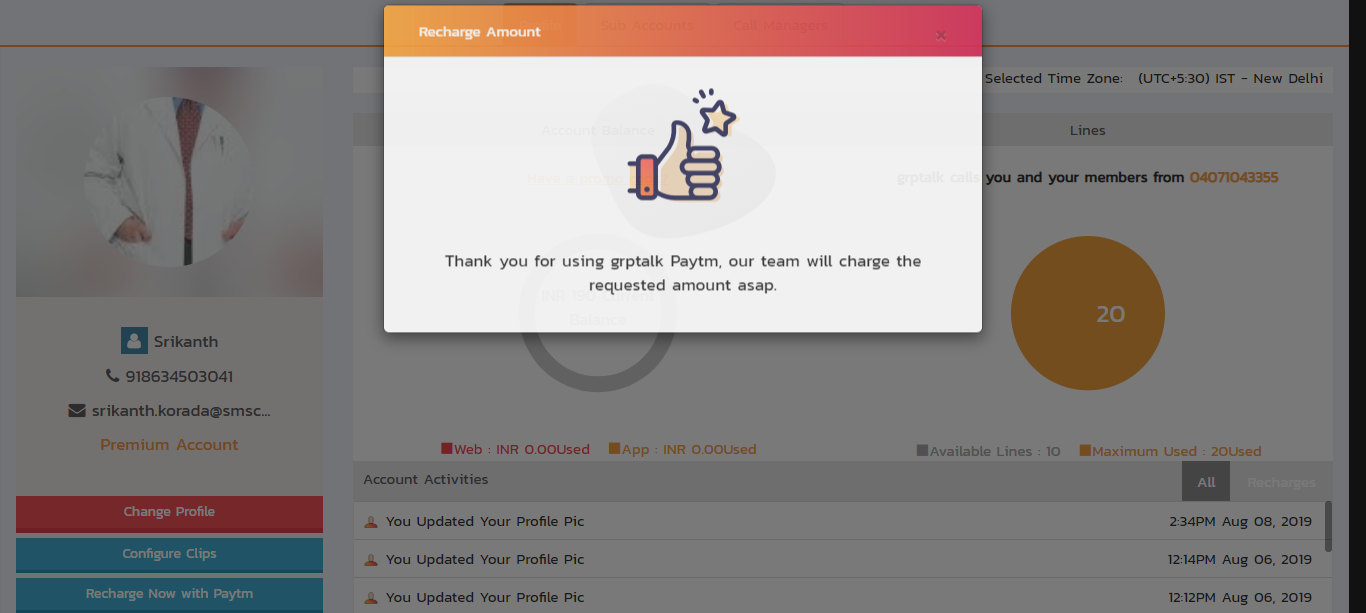 Sub Accounts
Call Managers
Recharge Amount
×
Selected Time Zone: (UTC+5:30) IST - New Delhi
Account Balance
Lines
Have a promo
grptalk calls you and your members from 04071043355
Thank you for using grptalk Paytm, our team will charge the
requested amount asap.
INR 190 Current
Balance
20
Srikanth
918634503041
srikanth.korada@smsc...
Premium Account
Web : INR 0.00Used
App : INR 0.00Used
Available Lines : 10
Maximum Used : 20Used
Account Activities
All
Recharges
Change Profile
Configure Clips
Recharge Now with Paytm
You Updated Your Profile Pic
2:34PM Aug 08, 2019
You Updated Your Profile Pic
12:14PM Aug 06, 2019
You Updated Your Profile Pic
12:12PM Aug 06, 2019